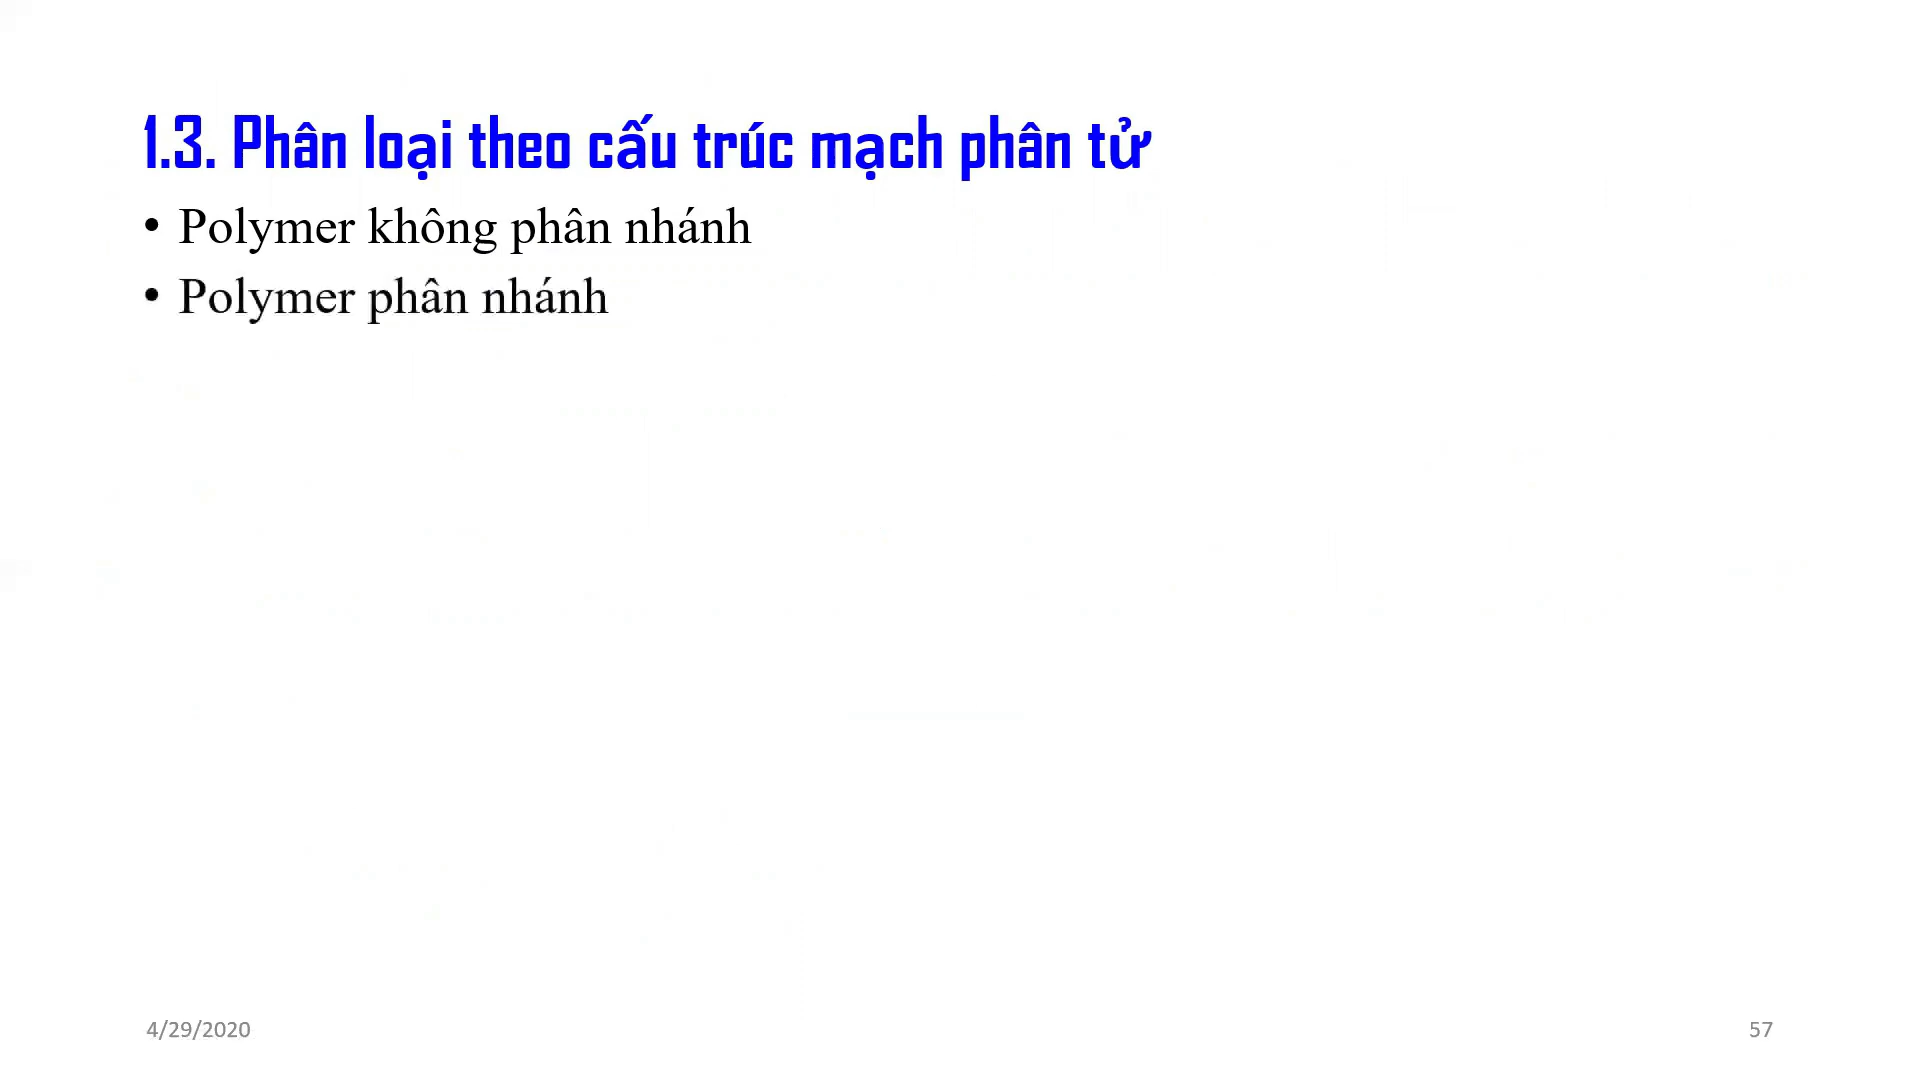 1.3. Phân loại theo cấu trúc mạch phân tử
• Polymer không phân nhánh
• Polymer phân nhánh
4/29/2020
57